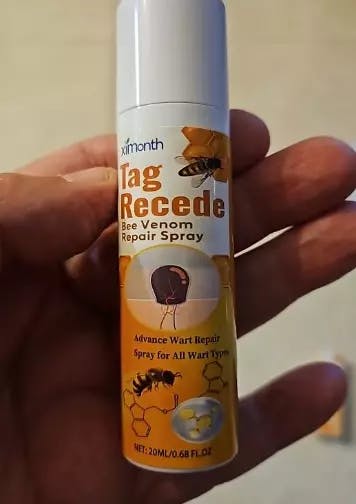 ximonth
Tag
Recede
Bee Venom
Repair Spray
Advance Wart Repair
Spray for All Wart Types
NET: 20ML/0.68 FL.OZ